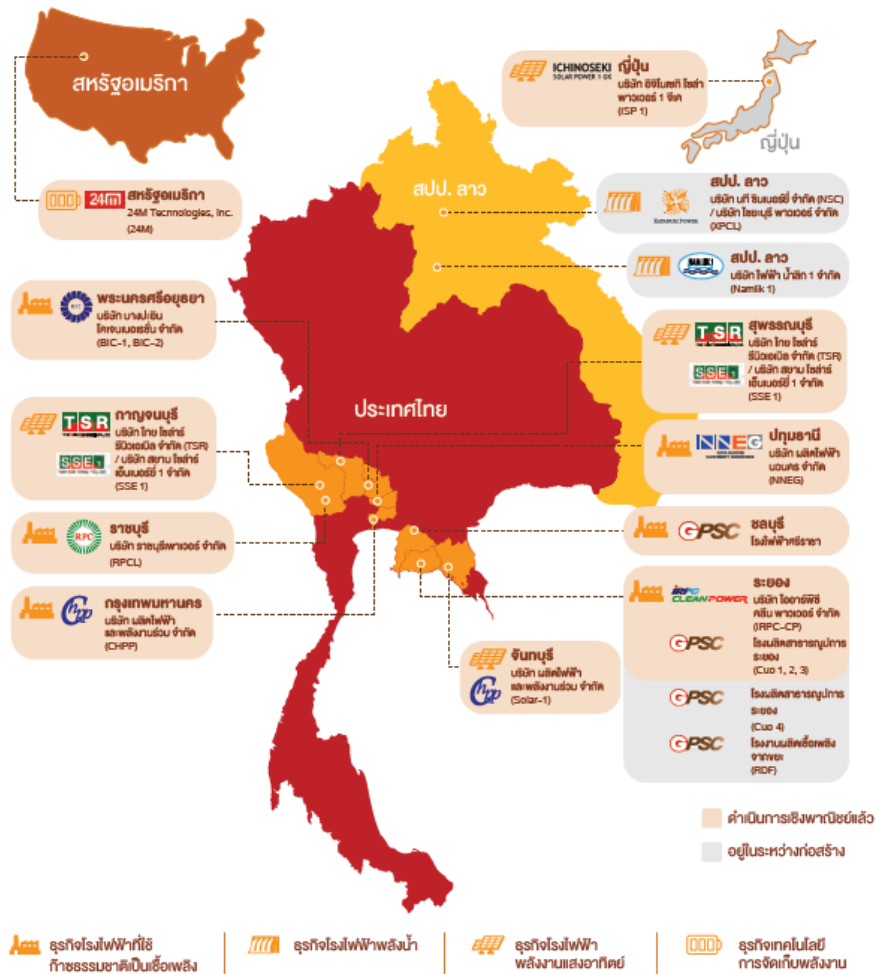 สหรัฐอเมริกา
24m
สหรัฐอเมริกา
24M Tecnnologies, Inc.
(24M)
ICHINOSEKI
SOLAR POWER 1 GK
ญี่ปุ่น
บริษัท อิจิโนเซกิ โซล่า
พาวเวอร์ 1 จีเค
(ISP 1)
ญี่ปุ่น
สปป. ลาว
สปป. ลาว
บริษัท นที ซินเนอร์ยี่ จำกัด (NSC)
/ บริษัท ไซยะบุรี พาวเวอร์ จำกัด
(XPCL)
สปป. ลาว
บริษัท ไฟฟ้า น้ำลิก 1 จำกัด
(Namlik 1)
พระนครศรีอยุธยา
บริษัท บางปะอิน
โคเจนเนอเรชั่น จำกัด
(BIC-1, BIC-2)
TSR
SSE1
สุพรรณบุรี
บริษัท ไทย โซล่าร์
รีนิวเอเบิล จำกัด (TSR)
/ บริษัท สยาม โซล่าร์
เอ็นเนอร์ยี่ 1 จำกัด
(SSE 1)
ประเทศไทย
TSR
SSE1
กาญจนบุรี
บริษัท ไทย โซล่าร์
รีนิวเอเบิล จำกัด (TSR)
/ บริษัท สยาม โซล่าร์
เอ็นเนอร์ยี่ 1 จำกัด
(SSE 1)
NNEG
ปทุมธานี
บริษัท ผลิตไฟฟ้า
นวนคร จำกัด
(NNEG)
RPC
ราชบุรี
บริษัท ราชบุรีเพาเวอร์ จำกัด
(RPCL)
GPSC
ชลบุรี
โรงไฟฟ้าศรีราชา
Chpp
กรุงเทพมหานคร
บริษัท ผลิตไฟฟ้า
และพลังงานร่วม จำกัด
(CHPP)
Chpp
จันทบุรี
บริษัท ผลิตไฟฟ้า
และพลังงานร่วม จำกัด
(Solar-1)
IRPC
CLEAN POWER
ระยอง
บริษัท ไออาร์พีซี
คลีน พาวเวอร์ จำกัด
(IRPC-CP)
GPSC
โรงผลิตสาธารณูปการ
ระยอง
(Cuo 1, 2, 3)
GPSC
โรงผลิตสาธารณูปการ
ระยอง
(Cuo 4)
GPSC
โรงงานผลิตเชื้อเพลิง
จากขยะ
(RDF)
ดำเนินการเชิงพาณิชย์แล้ว
อยู่ในระหว่างก่อสร้าง
ธุรกิจโรงไฟฟ้าที่ใช้
ก้าซธรรมชาติเป็นเชื้อเพลิง
ธุรกิจโรงไฟฟ้าพลังน้ำ
ธุรกิจโรงไฟฟ้า
พลังงานแสงอาทิตย์
ธุรกิจเทคโนโลยี
การจัดเก็บพลังงาน